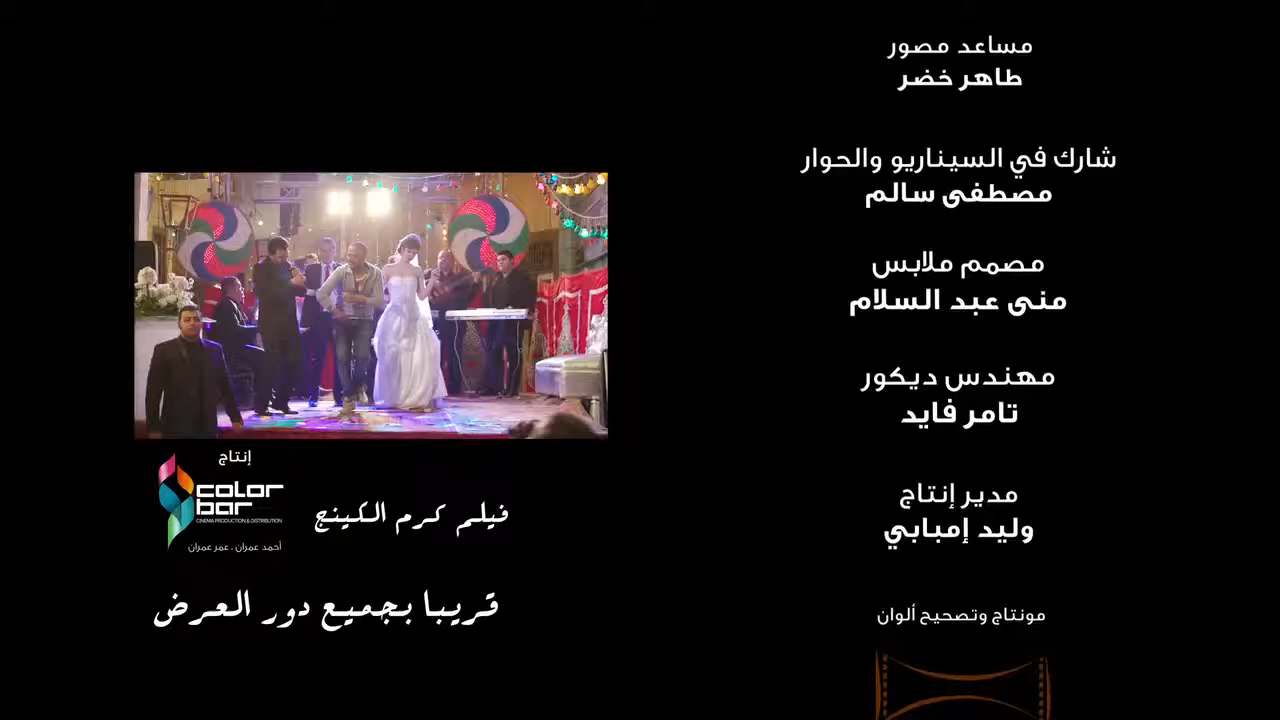 مساعد مصور
طاهر خضر
شارك في السيناريو والحوار
مصطفى سالم
مصمم ملابس
منى عبد السلام
مهندس ديكور
تامر فايد
مدير إنتاج
وليد إمبابي
مونتاج وتصحيح ألوان
إنتاج
color
bar
CINEMA PRODUCTION & DISTRIBUTION
أحمد عمران . عمر عمران
فيلم كرم الكينج
قريبا بجميع دور العرض